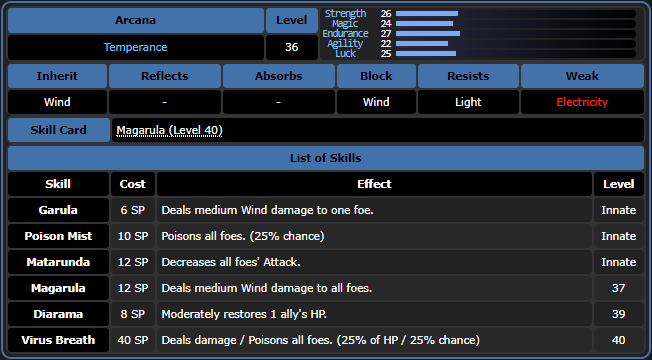 Arcana Level
Temperance 36
Strength 26
Magic 24
Endurance 27
Agility 22
Luck 25
Inherit Reflects Absorbs Block Resists Weak
Wind - - Wind Light Electricity
Skill Card Magarula (Level 40)
List of Skills
Skill Cost Effect Level
Garula 6 SP Deals medium Wind damage to one foe. Innate
Poison Mist 10 SP Poisons all foes. (25% chance) Innate
Matarunda 12 SP Decreases all foes' Attack. Innate
Magarula 12 SP Deals medium Wind damage to all foes. 37
Diarama 8 SP Moderately restores 1 ally's HP. 39
Virus Breath 40 SP Deals damage / Poisons all foes. (25% of HP / 25% chance) 40